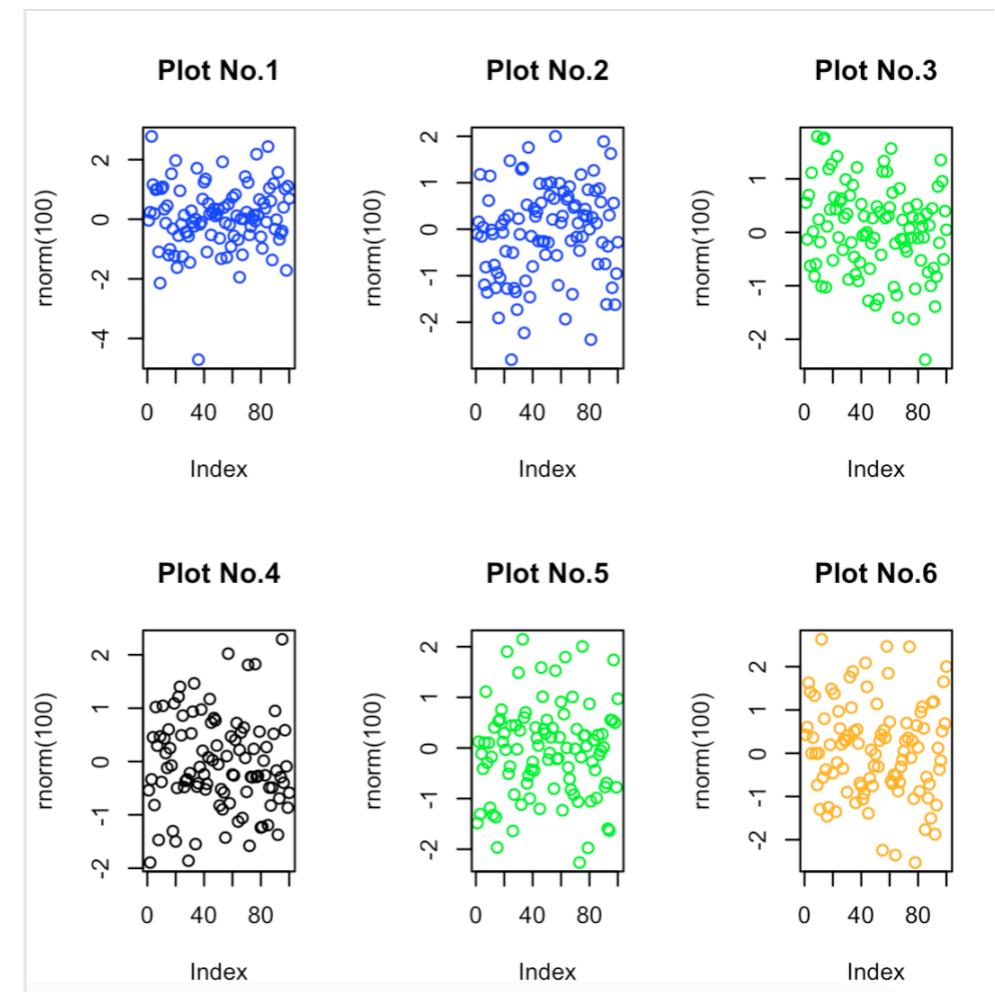 Plot No.1
rnorm(100)
2
0
-2
-4
0 40 80
Index
Plot No.2
rnorm(100)
2
1
0
-1
-2
0 40 80
Index
Plot No.3
rnorm(100)
1
0
-1
-2
0 40 80
Index
Plot No.4
rnorm(100)
2
1
0
-1
-2
0 40 80
Index
Plot No.5
rnorm(100)
2
1
0
-1
-2
0 40 80
Index
Plot No.6
rnorm(100)
2
1
0
-1
-2
0 40 80
Index